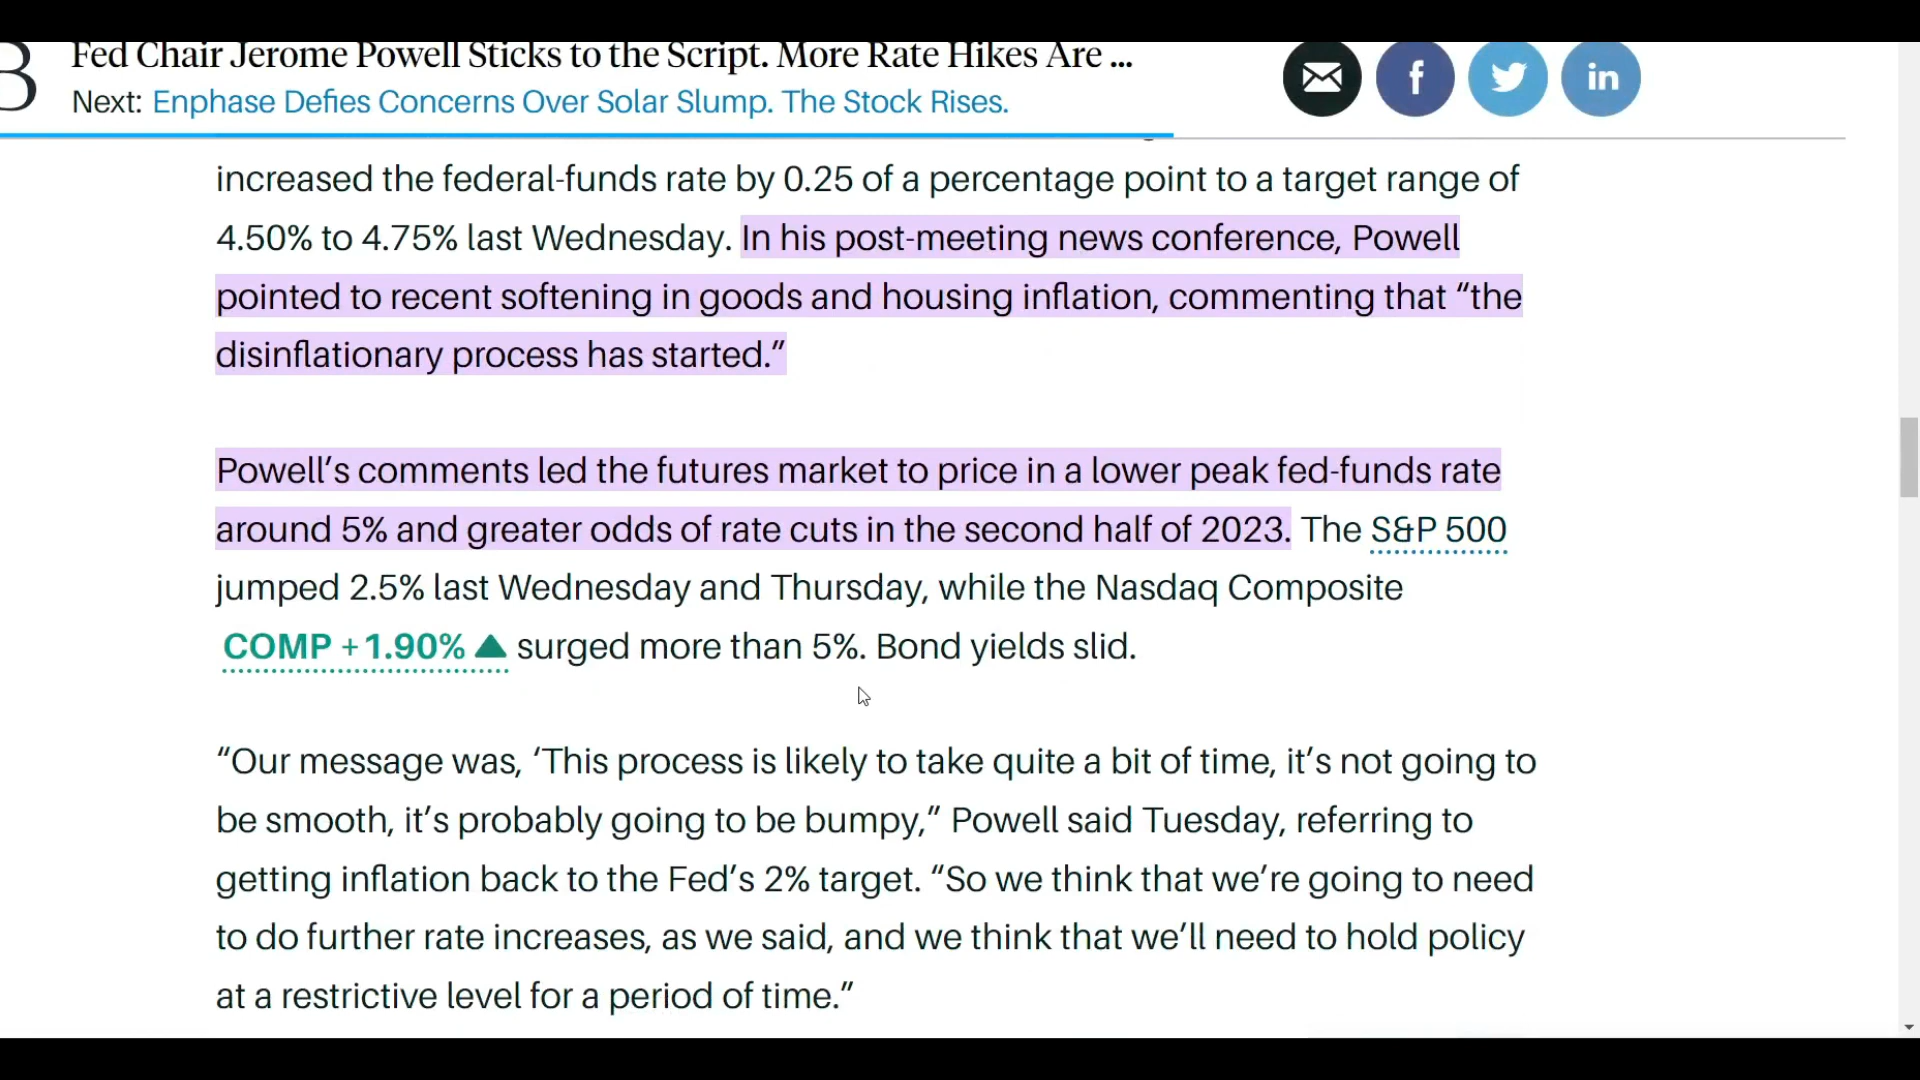 B
Fed Chair Jerome Powell Sticks to the Script. More Rate Hikes Are ...
Next: Enphase Defies Concerns Over Solar Slump. The Stock Rises.
f
in
increased the federal-funds rate by 0.25 of a percentage point to a target range of
4.50% to 4.75% last Wednesday. In his post-meeting news conference, Powell
pointed to recent softening in goods and housing inflation, commenting that “the
disinflationary process has started.”
Powell’s comments led the futures market to price in a lower peak fed-funds rate
around 5% and greater odds of rate cuts in the second half of 2023. The S&P 500
jumped 2.5% last Wednesday and Thursday, while the Nasdaq Composite
COMP +1.90% ▲ surged more than 5%. Bond yields slid.
“Our message was, ‘This process is likely to take quite a bit of time, it’s not going to
be smooth, it’s probably going to be bumpy,” Powell said Tuesday, referring to
getting inflation back to the Fed’s 2% target. “So we think that we’re going to need
to do further rate increases, as we said, and we think that we’ll need to hold policy
at a restrictive level for a period of time.”